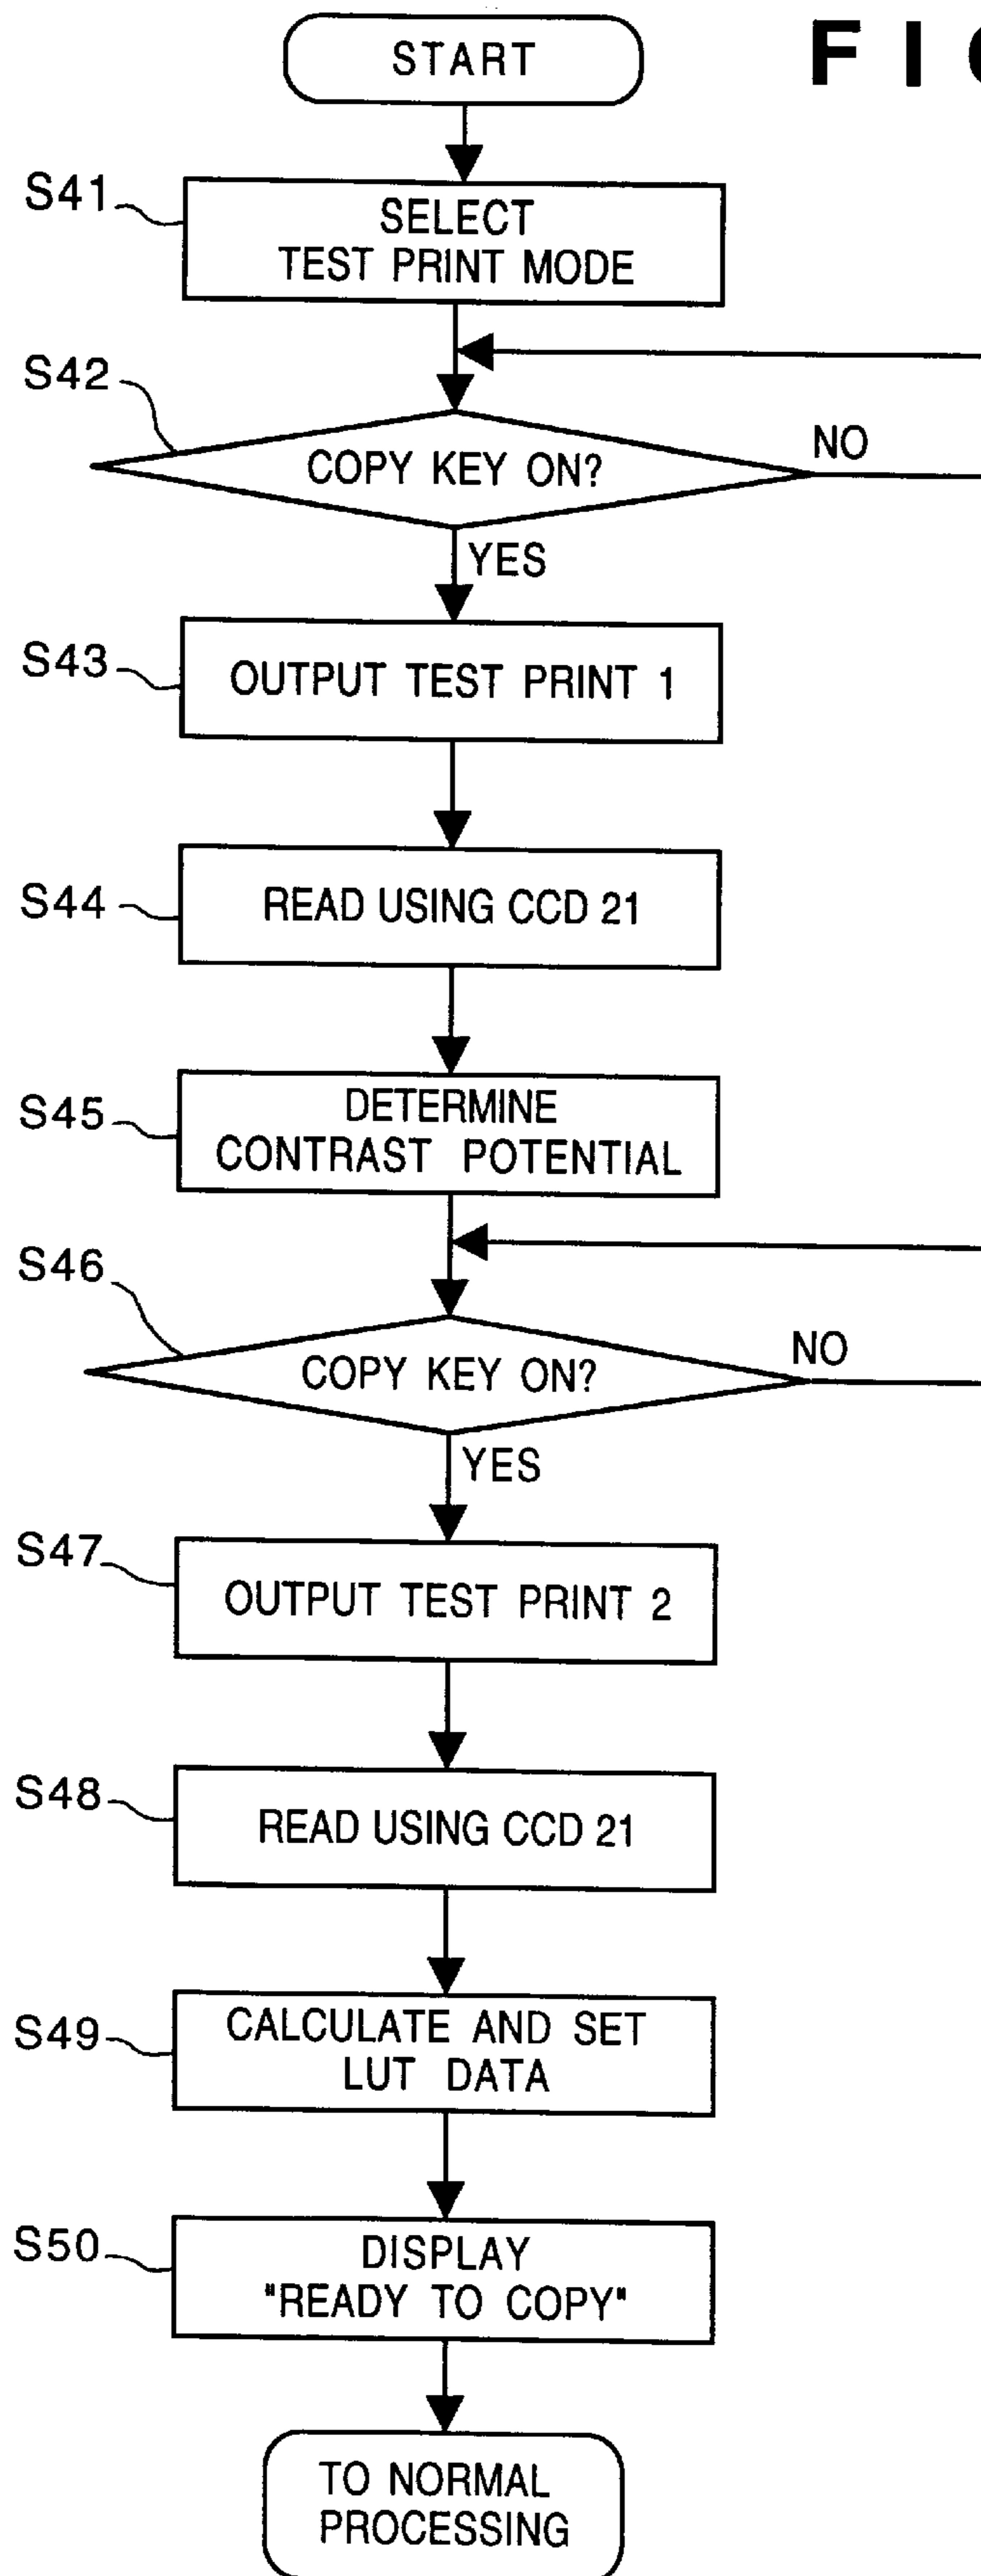 START
F I
S41
SELECT
TEST PRINT MODE
S42
COPY KEY ON?
NO
YES
S43
OUTPUT TEST PRINT 1
S44
READ USING CCD 21
S45
DETERMINE
CONTRAST POTENTIAL
S46
COPY KEY ON?
NO
YES
S47
OUTPUT TEST PRINT 2
S48
READ USING CCD 21
S49
CALCULATE AND SET
LUT DATA
S50
DISPLAY
"READY TO COPY"
TO NORMAL
PROCESSING